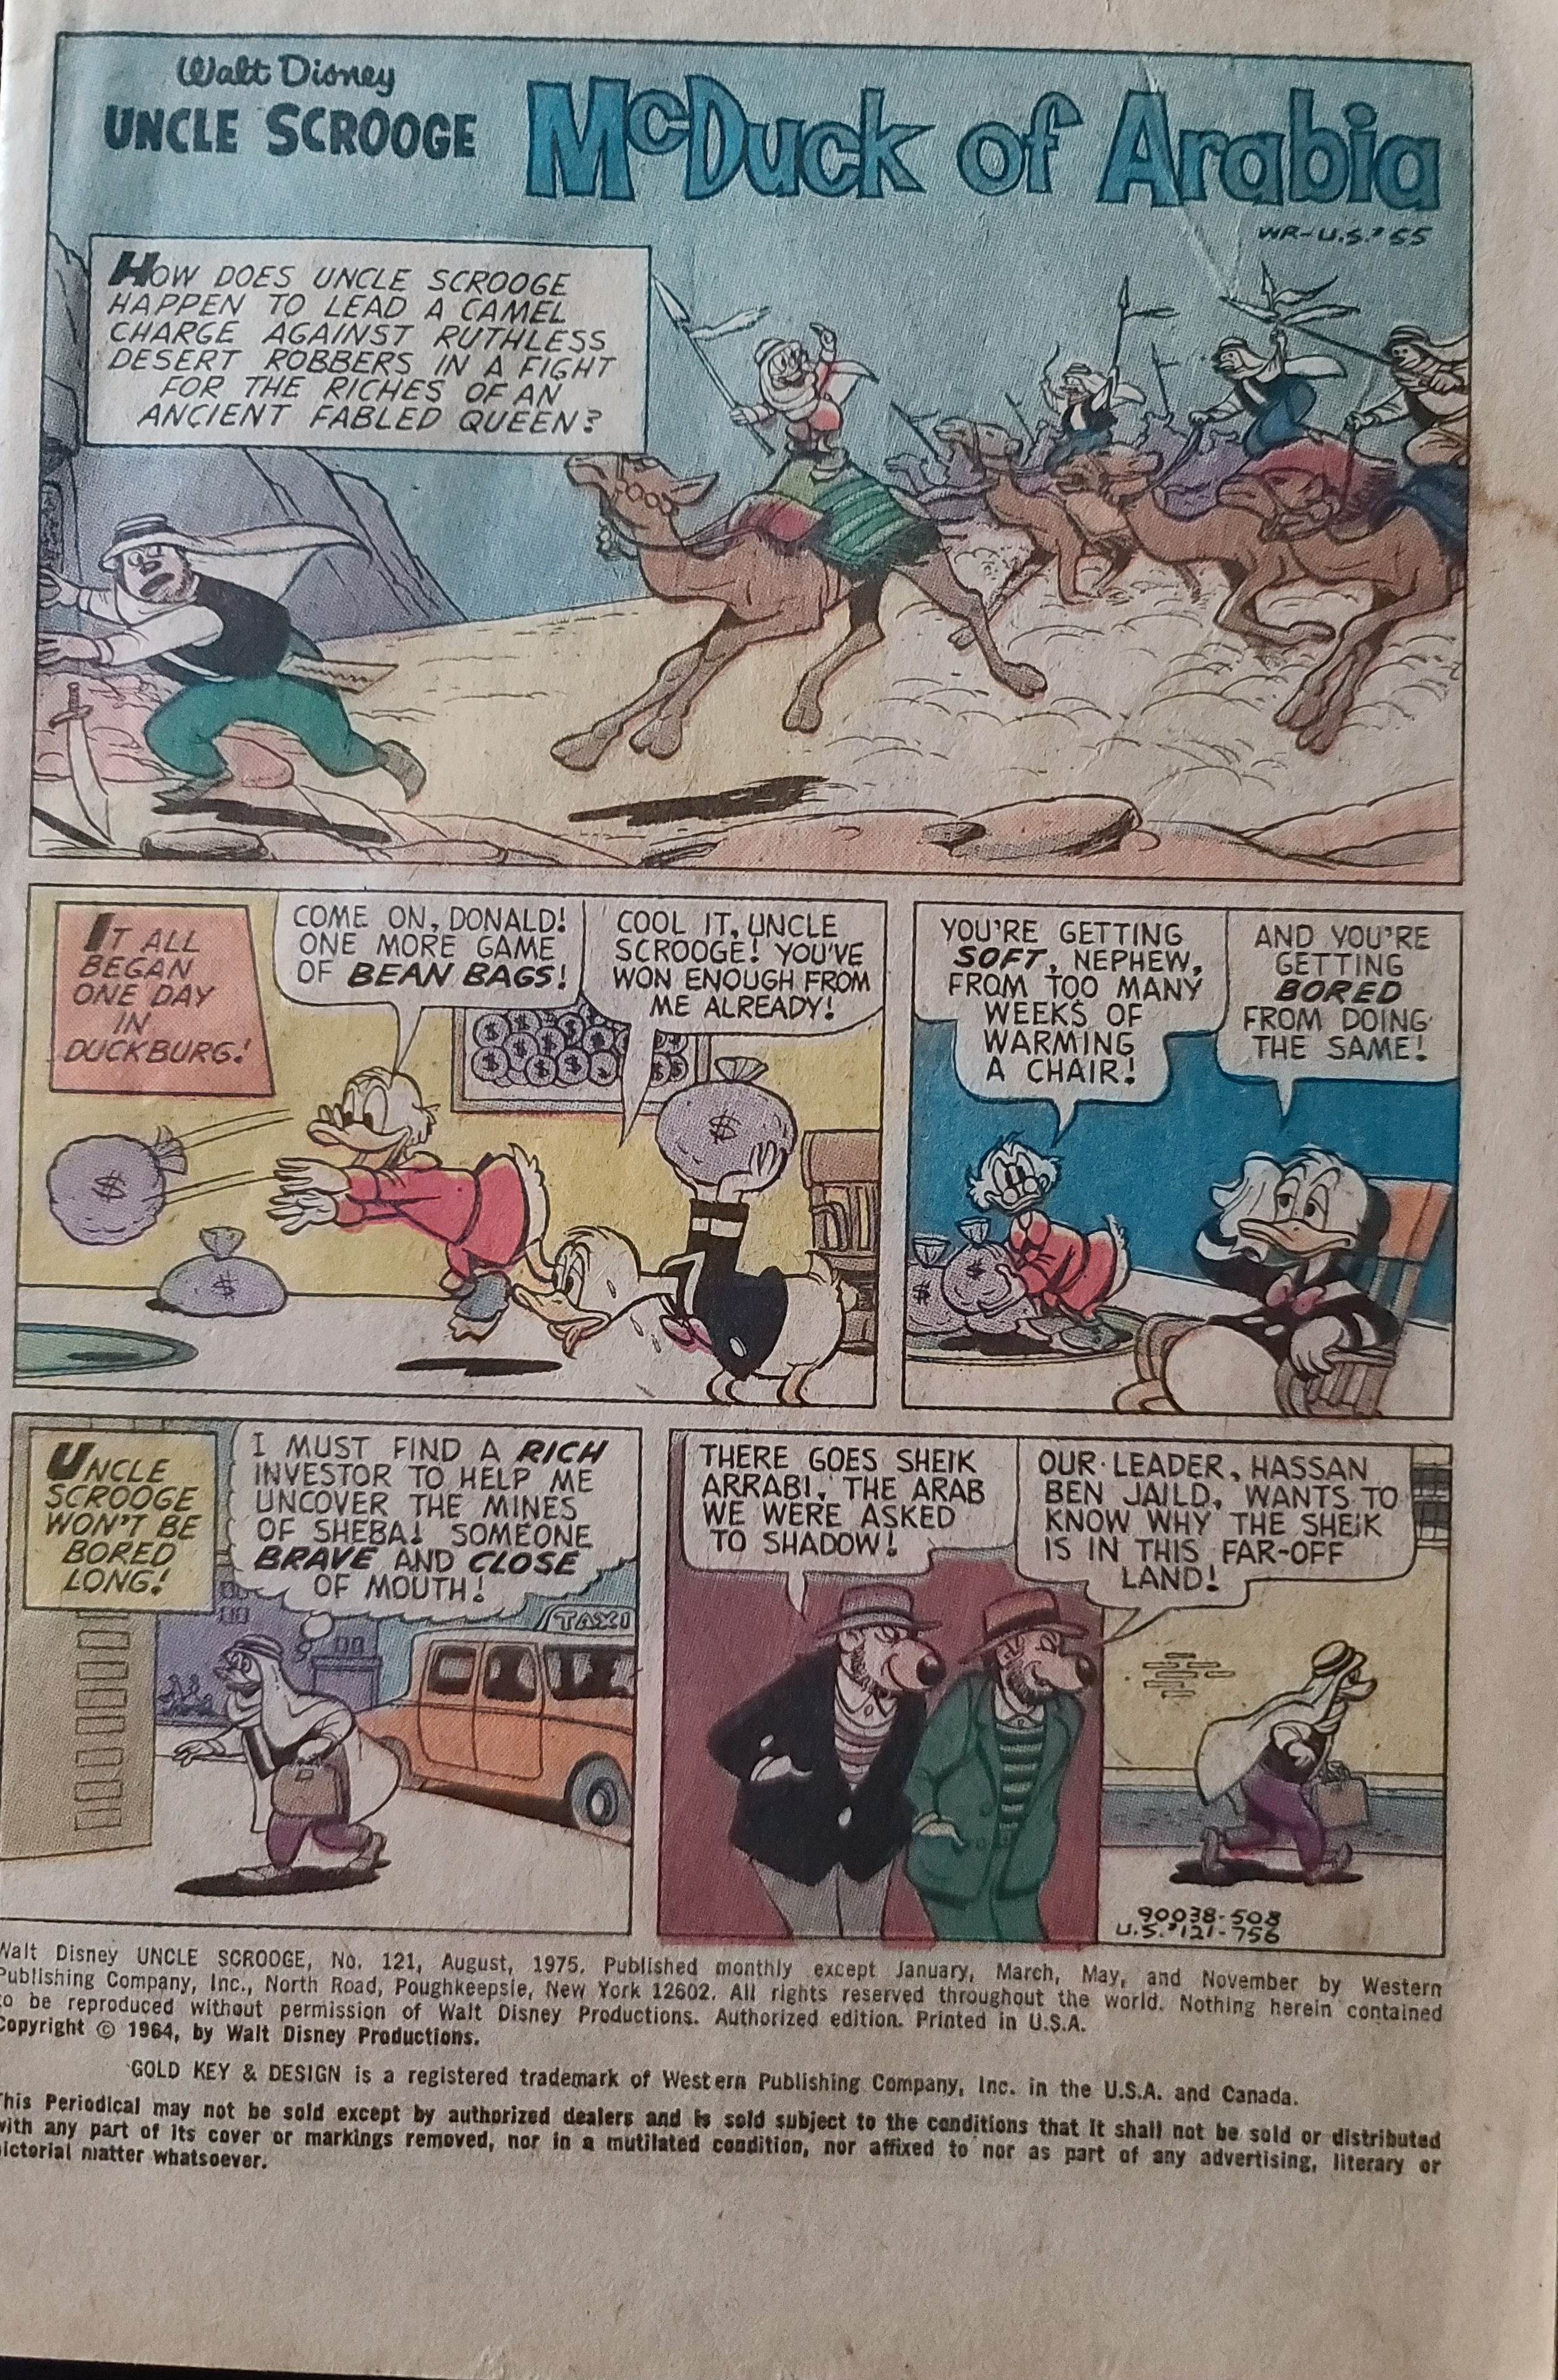 Walt Disney
UNCLE SCROOGE
McDuck of Arabia
WR-U.S.#55
HOW DOES UNCLE SCROOGE
HAPPEN TO LEAD A CAMEL
CHARGE AGAINST RUTHLESS
DESERT ROBBERS IN A FIGHT
FOR THE RICHES OF AN
ANCIENT FABLED QUEEN?
IT ALL
BEGAN
ONE DAY
IN
DUCKBURG!
COME ON, DONALD!
ONE MORE GAME
OF BEAN BAGS!
COOL IT, UNCLE
SCROOGE! YOU'VE
WON ENOUGH FROM
ME ALREADY!
YOU'RE GETTING
SOFT, NEPHEW,
FROM TOO MANY
WEEKS OF
WARMING
A CHAIR!
AND YOU'RE
GETTING
BORED
FROM DOING
THE SAME!
UNCLE
SCROOGE
WON'T BE
BORED
LONG!
I MUST FIND A RICH
INVESTOR TO HELP ME
UNCOVER THE MINES
OF SHEBA! SOMEONE
BRAVE AND CLOSE
OF MOUTH!
TAXI
THERE GOES SHEIK
ARRABI, THE ARAB
WE WERE ASKED
TO SHADOW!
OUR LEADER, HASSAN
BEN JAILD, WANTS TO
KNOW WHY THE SHEIK
IS IN THIS FAR-OFF
LAND!
90038-508
U.S.#121-756
Walt Disney UNCLE SCROOGE, No. 121, August, 1975. Published monthly except January, March, May, and November by Western
Publishing Company, Inc., North Road, Poughkeepsie, New York 12602. All rights reserved throughout the world. Nothing herein contained
to be reproduced without permission of Walt Disney Productions. Authorized edition. Printed in U.S.A.
Copyright © 1964, by Walt Disney Productions.
GOLD KEY & DESIGN is a registered trademark of Western Publishing Company, Inc. in the U.S.A. and Canada.
This Periodical may not be sold except by authorized dealers and is sold subject to the conditions that it shall not be sold or distributed
with any part of its cover or markings removed, nor in a mutilated condition, nor affixed to nor as part of any advertising, literary or
pictorial matter whatsoever.